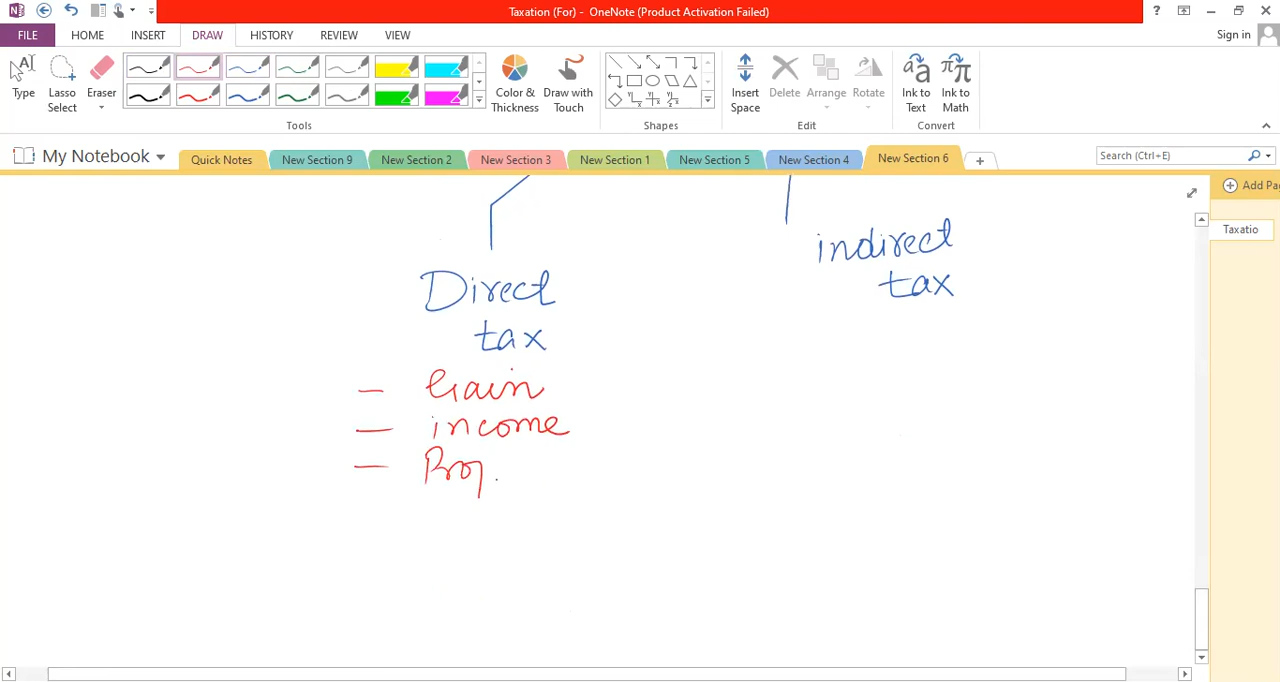 Taxation (For) - OneNote (Product Activation Failed)
FILE HOME INSERT DRAW HISTORY REVIEW VIEW
Sign in
Type
Lasso Select
Eraser
Color & Thickness
Draw with Touch
Insert Space
Delete
Arrange
Rotate
Ink to Text
Ink to Math
Tools
Shapes
Edit
Convert
My Notebook
Quick Notes
New Section 9
New Section 2
New Section 3
New Section 1
New Section 5
New Section 4
New Section 6
Search (Ctrl+E)
Add Pa
Taxatio
Direct
tax
indirect
tax
- Gain
- income
- Prop